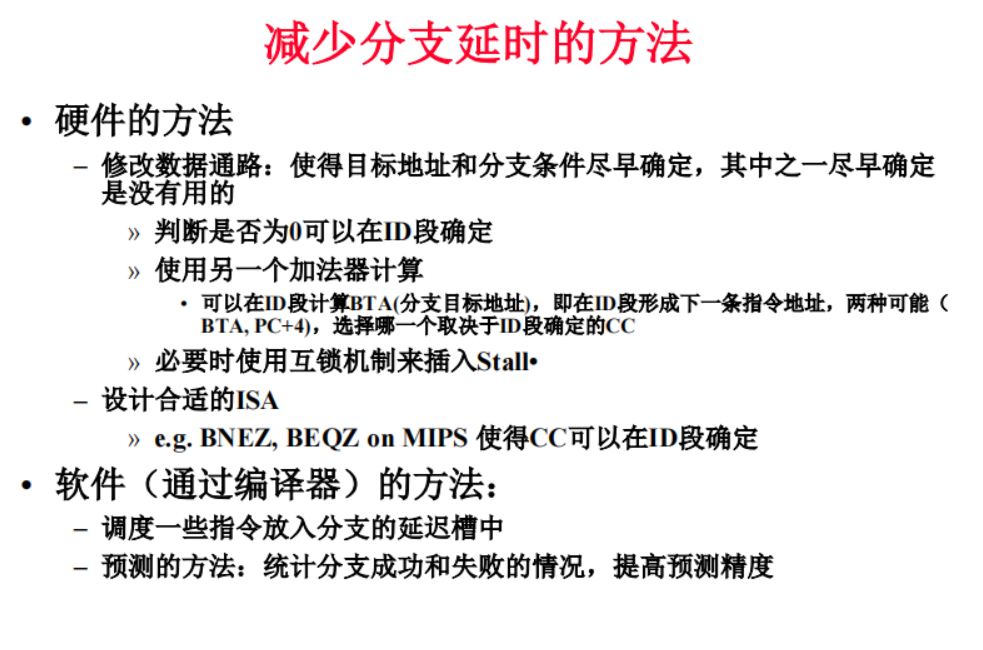 减少分支延时的方法
• 硬件的方法
– 修改数据通路：使得目标地址和分支条件尽早确定，其中之一尽早确定
是没有用的
» 判断是否为0可以在ID段确定
» 使用另一个加法器计算
• 可以在ID段计算BTA(分支目标地址)，即在ID段形成下一条指令地址，两种可能（
BTA, PC+4)，选择哪一个取决于ID段确定的CC
» 必要时使用互锁机制来插入Stall•
– 设计合适的ISA
» e.g. BNEZ, BEQZ on MIPS 使得CC可以在ID段确定
• 软件（通过编译器）的方法：
– 调度一些指令放入分支的延迟槽中
– 预测的方法：统计分支成功和失败的情况，提高预测精度